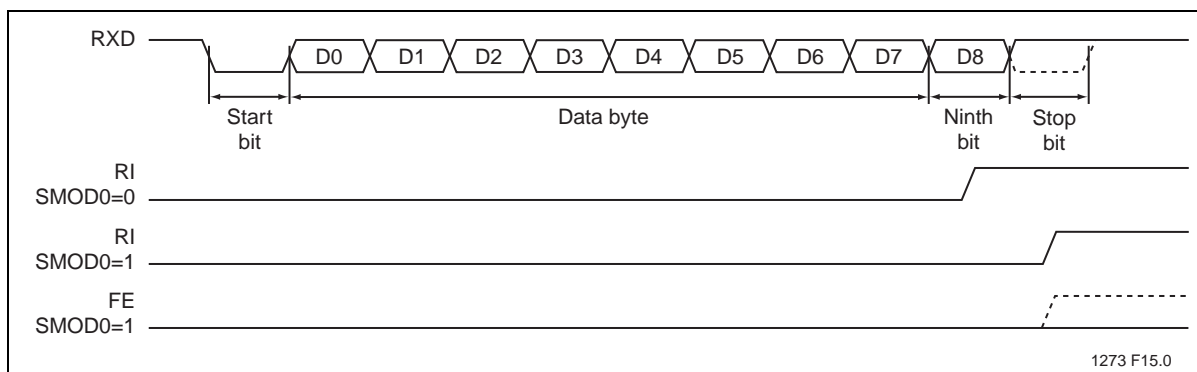 RXD
D0 D1 D2 D3 D4 D5 D6 D7 D8
Start
bit
Data byte
Ninth
bit
Stop
bit
RI
SMOD0=0
RI
SMOD0=1
FE
SMOD0=1
1273 F15.0